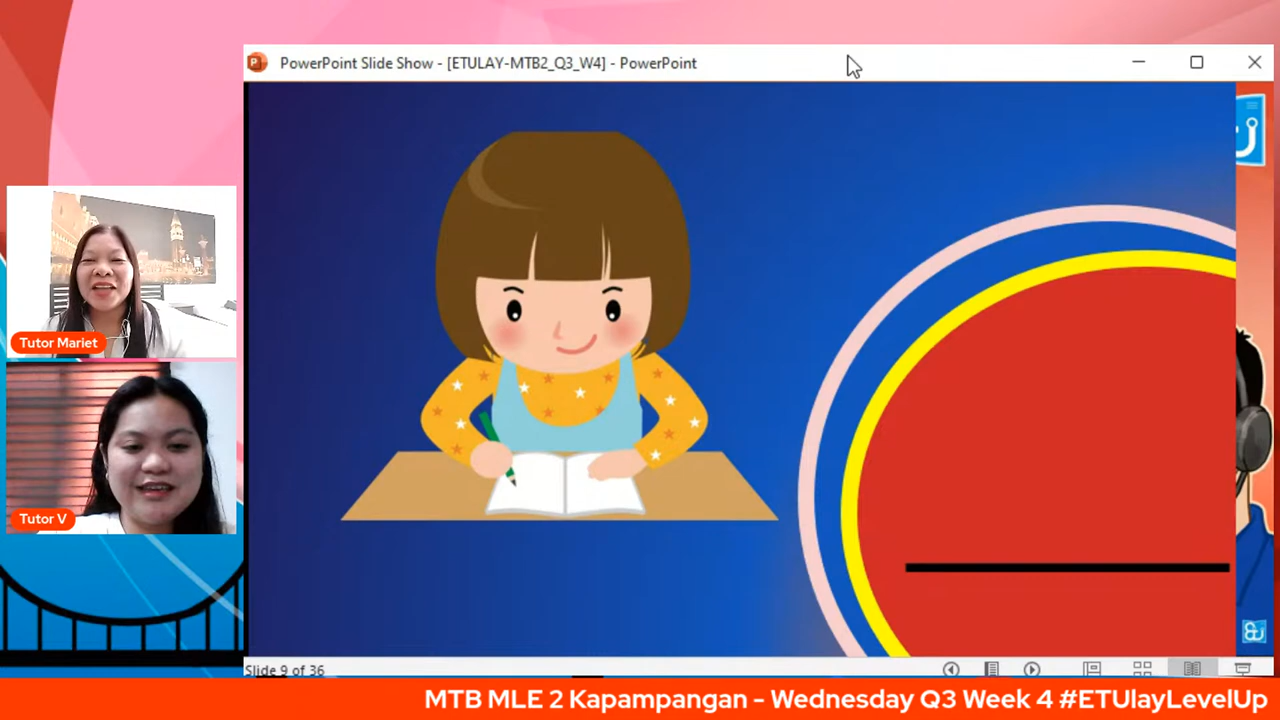 PowerPoint Slide Show - [ETULAY-MTB2_Q3_W4] - PowerPoint
Tutor Mariet
Tutor V
Slide 9 of 36
MTB MLE 2 Kapampangan - Wednesday Q3 Week 4 #ETUlayLevelUp